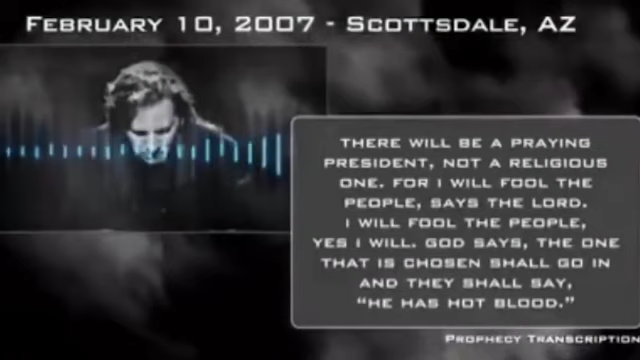 FEBRUARY 10, 2007 - SCOTTSDALE, AZ
THERE WILL BE A PRAYING
PRESIDENT, NOT A RELIGIOUS
ONE. FOR I WILL FOOL THE
PEOPLE, SAYS THE LORD.
I WILL FOOL THE PEOPLE,
YES I WILL. GOD SAYS, THE ONE
THAT IS CHOSEN SHALL GO IN
AND THEY SHALL SAY,
"HE HAS HOT BLOOD."
PROPHECY TRANSCRIPTION